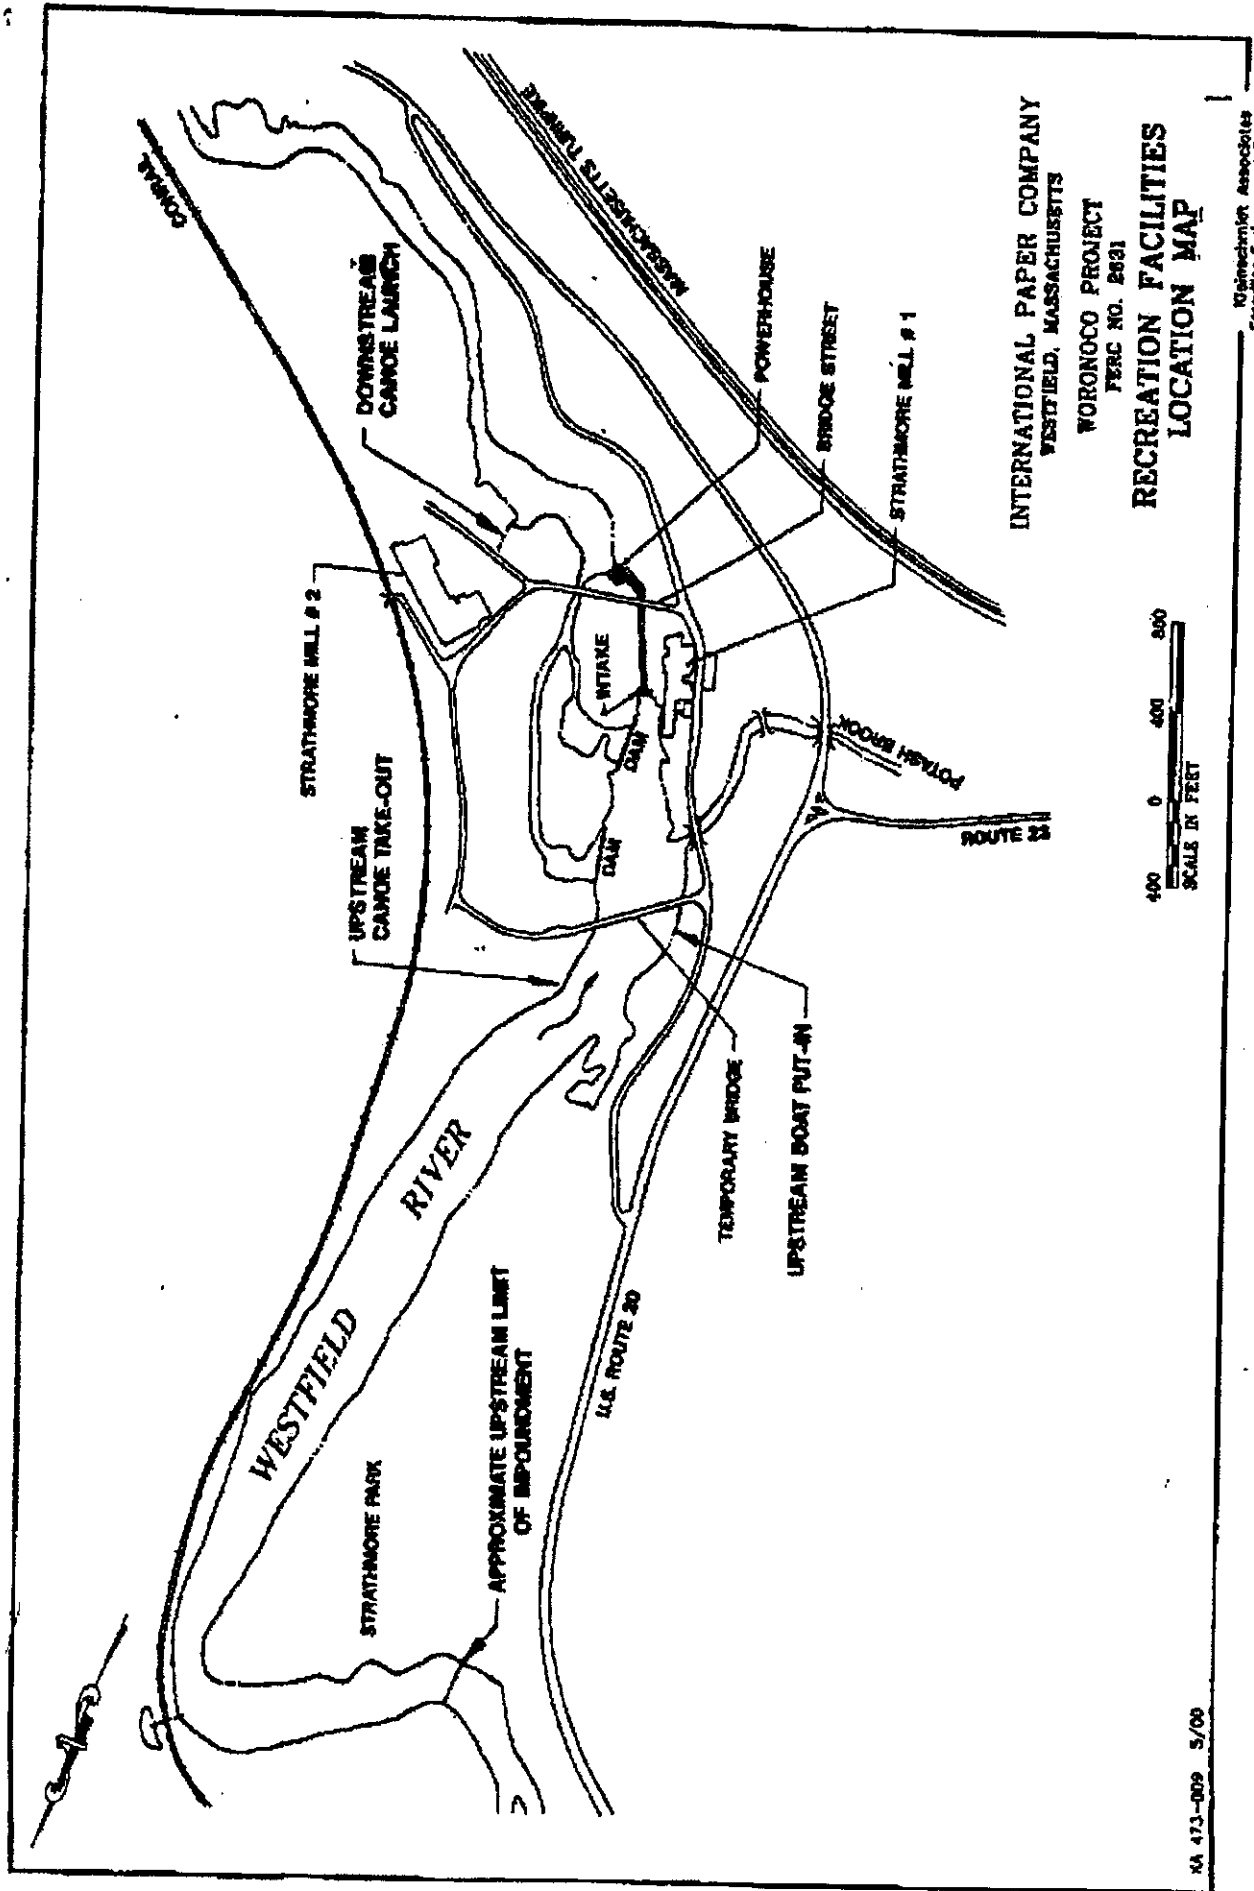 CONRAIL
MASSACHUSETTS TURNPIKE
DOWNSTREAM
CANOE LAUNCH
STRATHMORE MILL # 2
POWERHOUSE
BRIDGE STREET
STRATHMORE MILL # 1
INTAKE
DAM
DAM
UPSTREAM
CANOE TAKE-OUT
POTASH BROOK
ROUTE 23
TEMPORARY BRIDGE
UPSTREAM BOAT PUT-IN
WESTFIELD
RIVER
U.S. ROUTE 20
STRATHMORE PARK
APPROXIMATE UPSTREAM LIMIT
OF IMPOUNDMENT
400 0 400 800
SCALE IN FEET
INTERNATIONAL PAPER COMPANY
WESTFIELD, MASSACHUSETTS
WORONOCO PROJECT
FERC NO. 2631
RECREATION FACILITIES
LOCATION MAP
KA 473-009 5/00
Kleinschmidt Associates